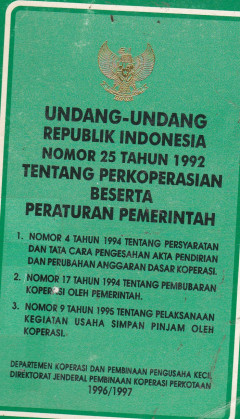 UNDANG-UNDANG
REPUBLIK INDONESIA
NOMOR 25 TAHUN 1992
TENTANG PERKOPERASIAN
BESERTA
PERATURAN PEMERINTAH
1. NOMOR 4 TAHUN 1994 TENTANG PERSYARATAN
DAN TATA CARA PENGESAHAN AKTA PENDIRIAN
DAN PERUBAHAN ANGGARAN DASAR KOPERASI.
2. NOMOR 17 TAHUN 1994 TENTANG PEMBUBARAN
KOPERASI OLEH PEMERINTAH.
3. NOMOR 9 TAHUN 1995 TENTANG PELAKSANAAN
KEGIATAN USAHA SIMPAN PINJAM OLEH
KOPERASI.
DEPARTEMEN KOPERASI DAN PEMBINAAN PENGUSAHA KECIL
DIREKTORAT JENDERAL PEMBINAAN KOPERASI PERKOTAAN
1996/1997